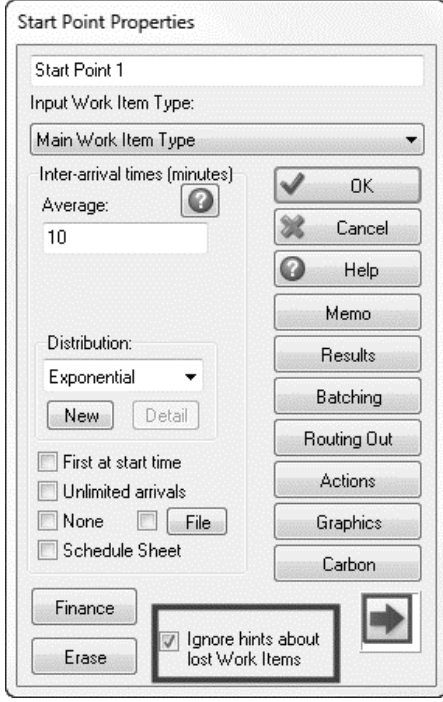 Start Point Properties
Start Point 1
Input Work Item Type:
Main Work Item Type
Inter-arrival times (minutes)
Average:
10
Distribution:
Exponential
New
Detail
First at start time
Unlimited arrivals
None
File
Schedule Sheet
OK
Cancel
Help
Memo
Results
Batching
Routing Out
Actions
Graphics
Carbon
Finance
Erase
Ignore hints about
lost Work Items